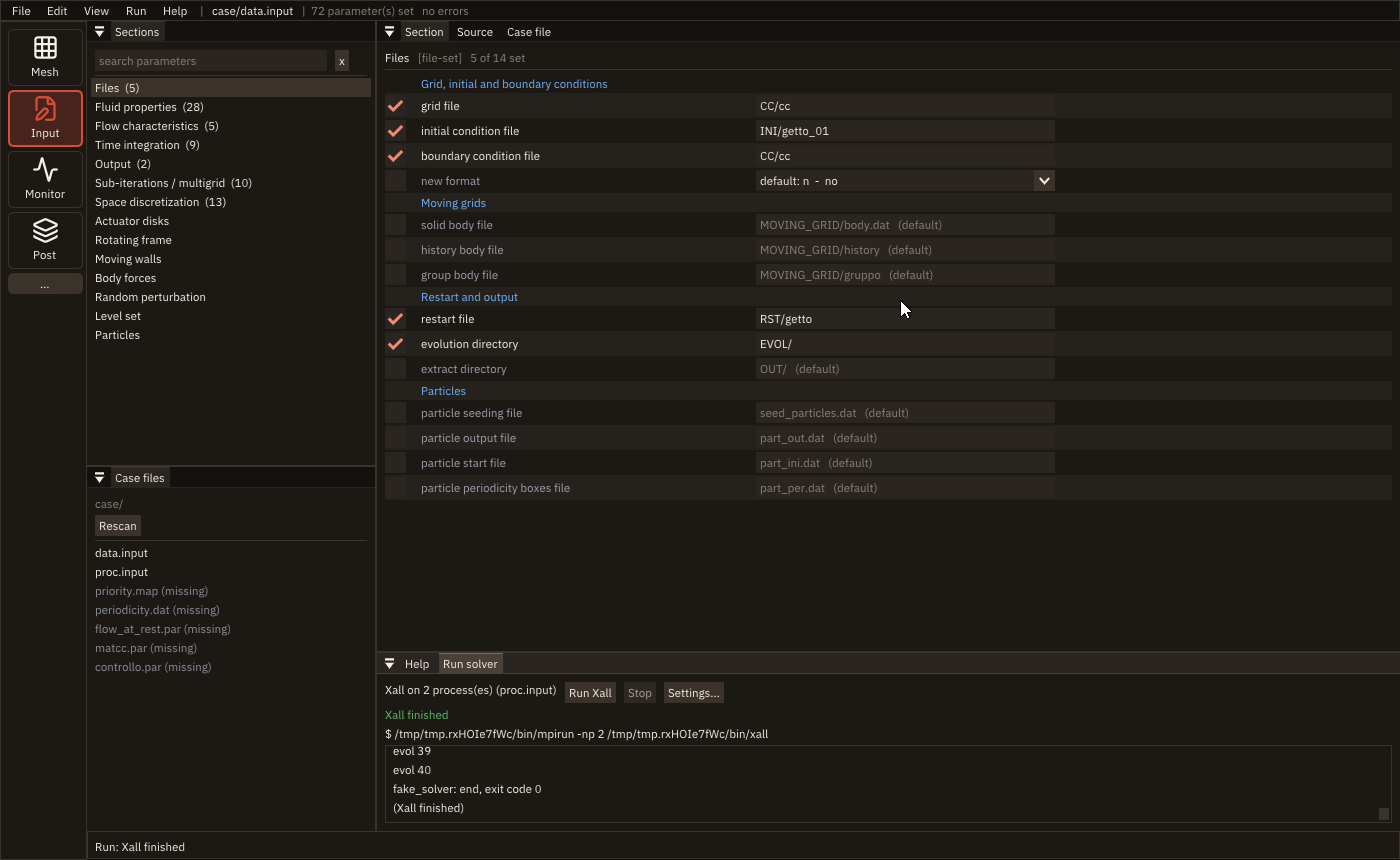 File Edit View Run Help | case/data.input | 72 parameter(s) set no errors
Mesh
Input
Monitor
Post
...
Sections
search parameters x
Files (5)
Fluid properties (28)
Flow characteristics (5)
Time integration (9)
Output (2)
Sub-iterations / multigrid (10)
Space discretization (13)
Actuator disks
Rotating frame
Moving walls
Body forces
Random perturbation
Level set
Particles
Case files
case/
Rescan
data.input
proc.input
priority.map (missing)
periodicity.dat (missing)
flow_at_rest.par (missing)
matcc.par (missing)
controllo.par (missing)
Section Source Case file
Files [file-set] 5 of 14 set
Grid, initial and boundary conditions
grid file CC/cc
initial condition file INI/getto_01
boundary condition file CC/cc
new format default: n - no
Moving grids
solid body file MOVING_GRID/body.dat (default)
history body file MOVING_GRID/history (default)
group body file MOVING_GRID/gruppo (default)
Restart and output
restart file RST/getto
evolution directory EVOL/
extract directory OUT/ (default)
Particles
particle seeding file seed_particles.dat (default)
particle output file part_out.dat (default)
particle start file part_ini.dat (default)
particle periodicity boxes file part_per.dat (default)
Help Run solver
Xall on 2 process(es) (proc.input) Run Xall Stop Settings...
Xall finished
$ /tmp/tmp.rxHOIe7fWc/bin/mpirun -np 2 /tmp/tmp.rxHOIe7fWc/bin/xall
evol 39
evol 40
fake_solver: end, exit code 0
(Xall finished)
Run: Xall finished